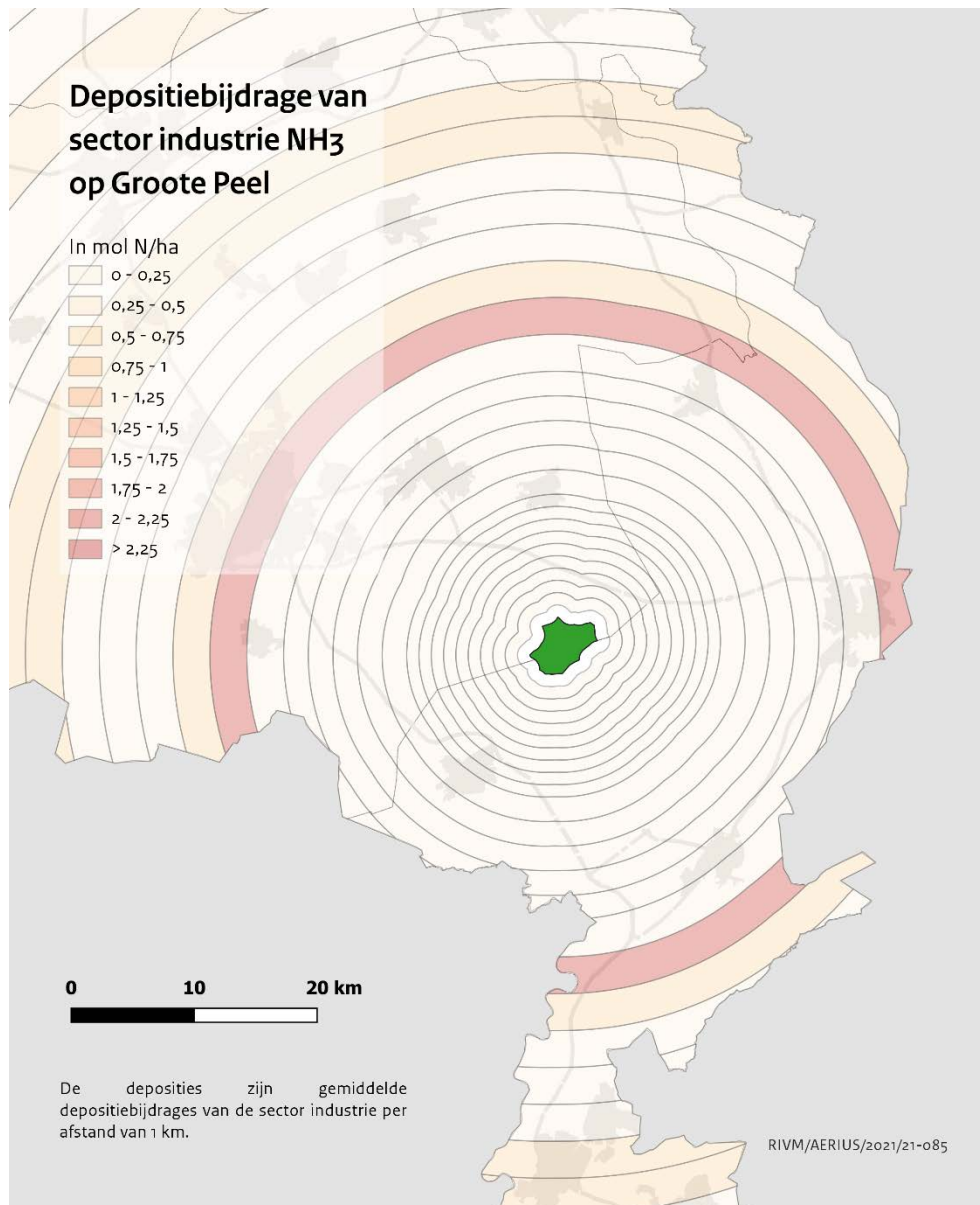 Depositiebijdrage van
sector industrie NH3
op Groote Peel
In mol N/ha
0 - 0,25
0,25 - 0,5
0,5 - 0,75
0,75 - 1
1 - 1,25
1,25 - 1,5
1,5 - 1,75
1,75 - 2
2 - 2,25
> 2,25
0 10 20 km
De deposities zijn gemiddelde
depositiebijdrages van de sector industrie per
afstand van 1 km.
RIVM/AERIUS/2021/21-085